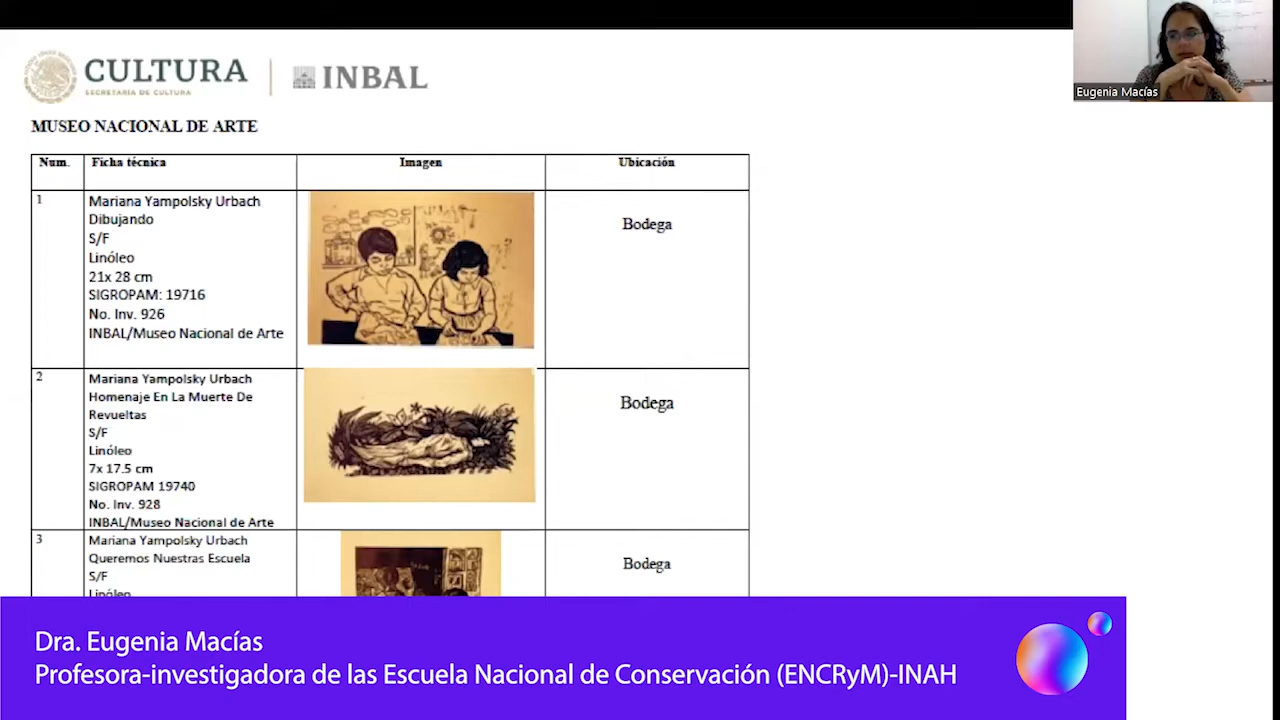 CULTURA
SECRETARÍA DE CULTURA
INBAL
Eugenia Macías
MUSEO NACIONAL DE ARTE
Num.
Ficha técnica
Imagen
Ubicación
1
Mariana Yampolsky Urbach
Dibujando
S/F
Linóleo
21x 28 cm
SIGROPAM: 19716
No. Inv. 926
INBAL/Museo Nacional de Arte
Bodega
2
Mariana Yampolsky Urbach
Homenaje En La Muerte De
Revueltas
S/F
Linóleo
7x 17.5 cm
SIGROPAM 19740
No. Inv. 928
INBAL/Museo Nacional de Arte
Bodega
3
Mariana Yampolsky Urbach
Queremos Nuestras Escuela
S/F
Linóleo
Bodega
Dra. Eugenia Macías
Profesora-investigadora de las Escuela Nacional de Conservación (ENCRyM)-INAH